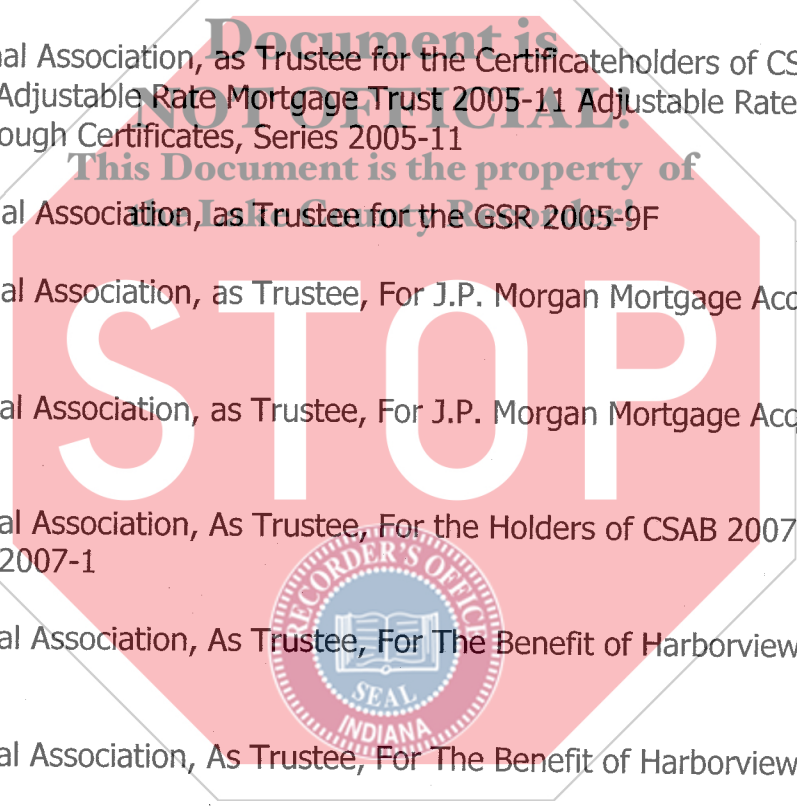 Document is
al Association, as Trustee for the Certificateholders of CS
Adjustable Rate Mortgage Trust 2005-11 Adjustable Rate
NOT OFFICIAL!
ough Certificates, Series 2005-11
This Document is the property of
the Lake County Recorder!
al Association, as Trustee for the GSR 2005-9F
al Association, as Trustee, For J.P. Morgan Mortgage Acq
STOP
al Association, as Trustee, For J.P. Morgan Mortgage Acq
al Association, As Trustee, For the Holders of CSAB 2007
2007-1
RECORDER'S OFFICE
al Association, As Trustee, For The Benefit of Harborview
SEAL
INDIANA
al Association, As Trustee, For The Benefit of Harborview